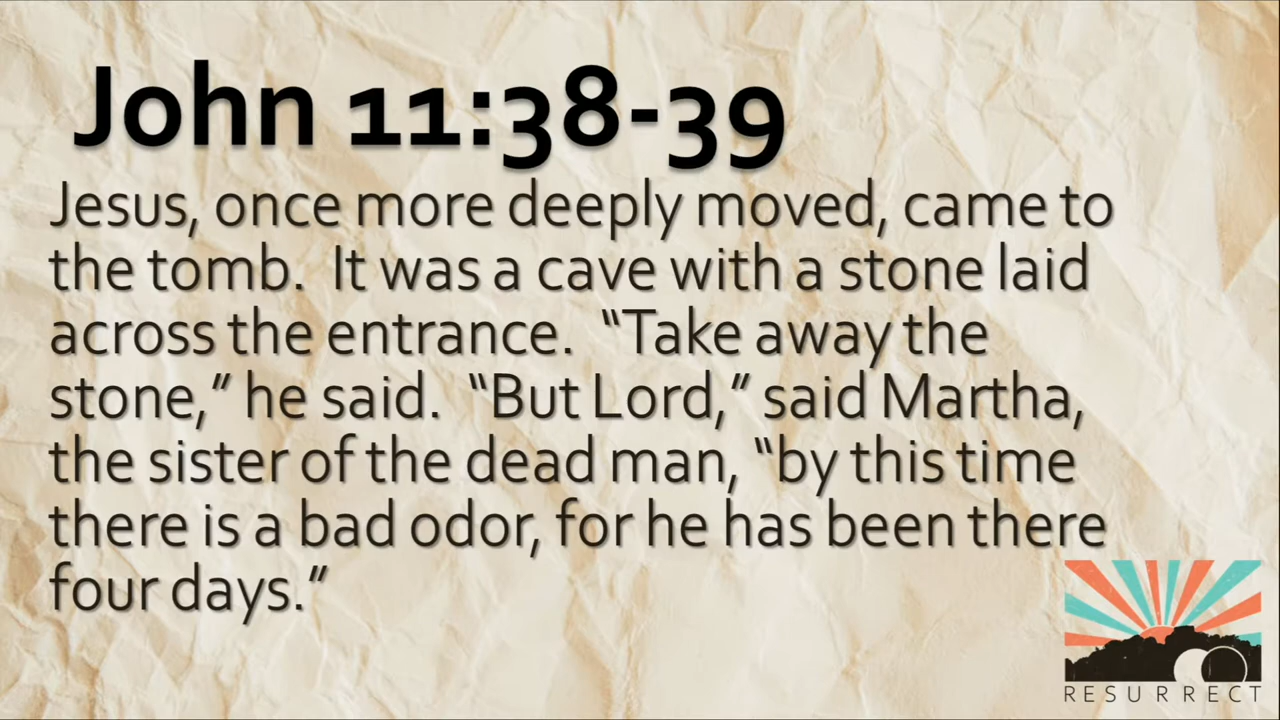 John 11:38-39
Jesus, once more deeply moved, came to
the tomb.  It was a cave with a stone laid
across the entrance.  “Take away the
stone,” he said.  “But Lord,” said Martha,
the sister of the dead man, “by this time
there is a bad odor, for he has been there
four days.”
RESURRECT